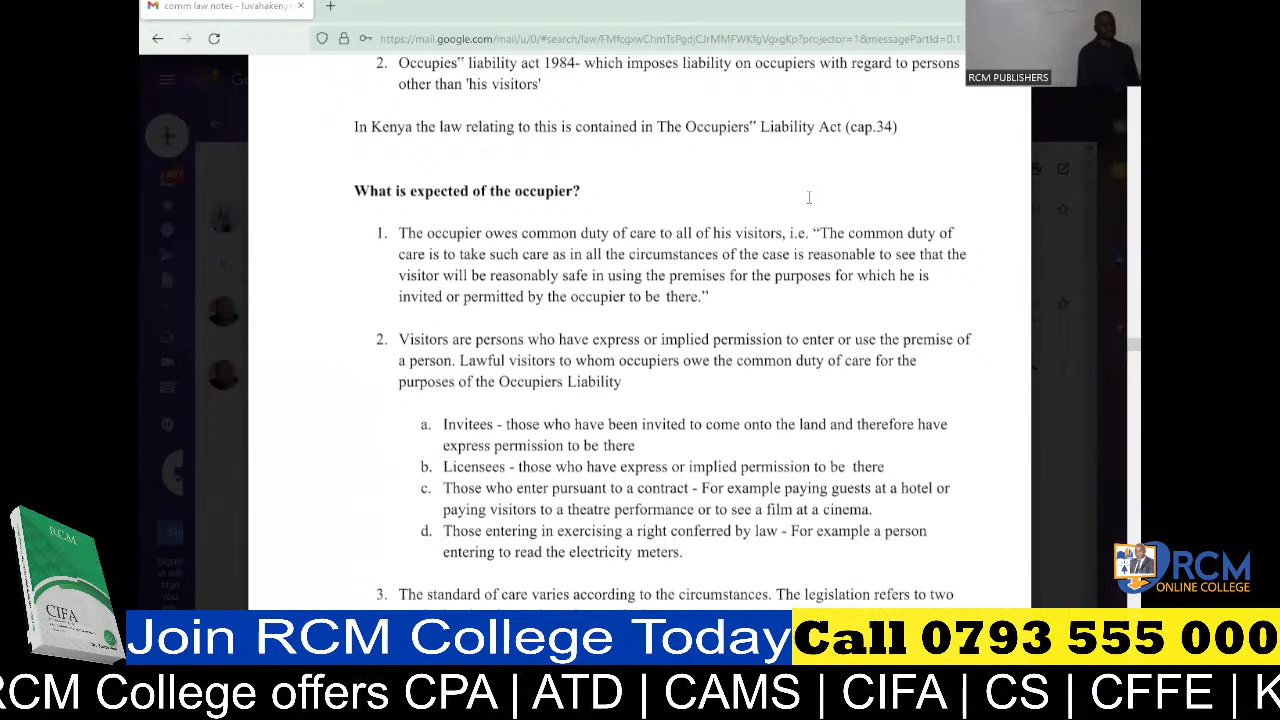 comm law notes - luvahakeny
https://mail.google.com/mail/u/0/#search/law/FMfcgxwChmTsPgdjCJrMMFWKfgVgxgKp?projector=1&messagePartId=0.1
RCM PUBLISHERS
2. Occupies" liability act 1984- which imposes liability on occupiers with regard to persons
other than 'his visitors'
In Kenya the law relating to this is contained in The Occupiers" Liability Act (cap.34)
What is expected of the occupier?
1. The occupier owes common duty of care to all of his visitors, i.e. “The common duty of
care is to take such care as in all the circumstances of the case is reasonable to see that the
visitor will be reasonably safe in using the premises for the purposes for which he is
invited or permitted by the occupier to be there.”
2. Visitors are persons who have express or implied permission to enter or use the premise of
a person. Lawful visitors to whom occupiers owe the common duty of care for the
purposes of the Occupiers Liability
a. Invitees - those who have been invited to come onto the land and therefore have
express permission to be there
b. Licensees - those who have express or implied permission to be there
c. Those who enter pursuant to a contract - For example paying guests at a hotel or
paying visitors to a theatre performance or to see a film at a cinema.
d. Those entering in exercising a right conferred by law - For example a person
entering to read the electricity meters.
3. The standard of care varies according to the circumstances. The legislation refers to two
RCM
CIFA
RCM
ONLINE COLLEGE
Join RCM College Today
Call 0793 555 000
RCM College offers CPA | ATD | CAMS | CIFA | CS | CFFE | K